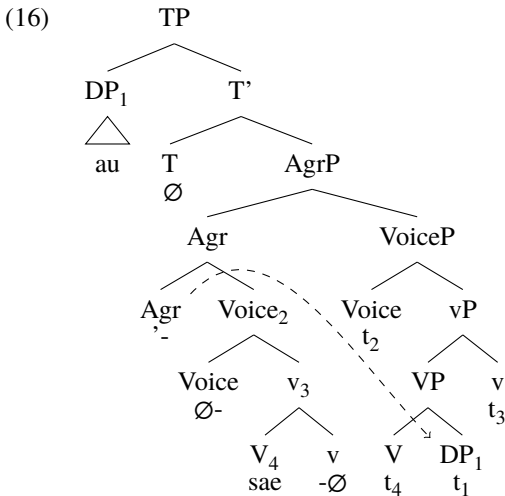 (16) TP
DP₁ T’
au T AgrP
∅
Agr VoiceP
Agr Voice₂ Voice vP
’- t₂
Voice v₃ VP v
∅- t₃
V₄ v V DP₁
sae -∅ t₄ t₁